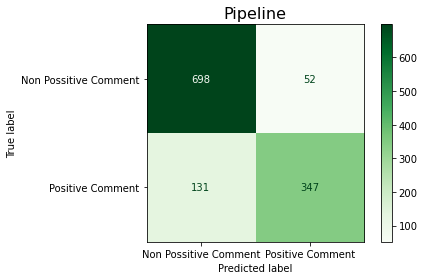 Pipeline
Non Possitive Comment
698
52
600
500
True label
400
300
Positive Comment
131
347
200
100
Non Possitive Comment
Positive Comment
Predicted label